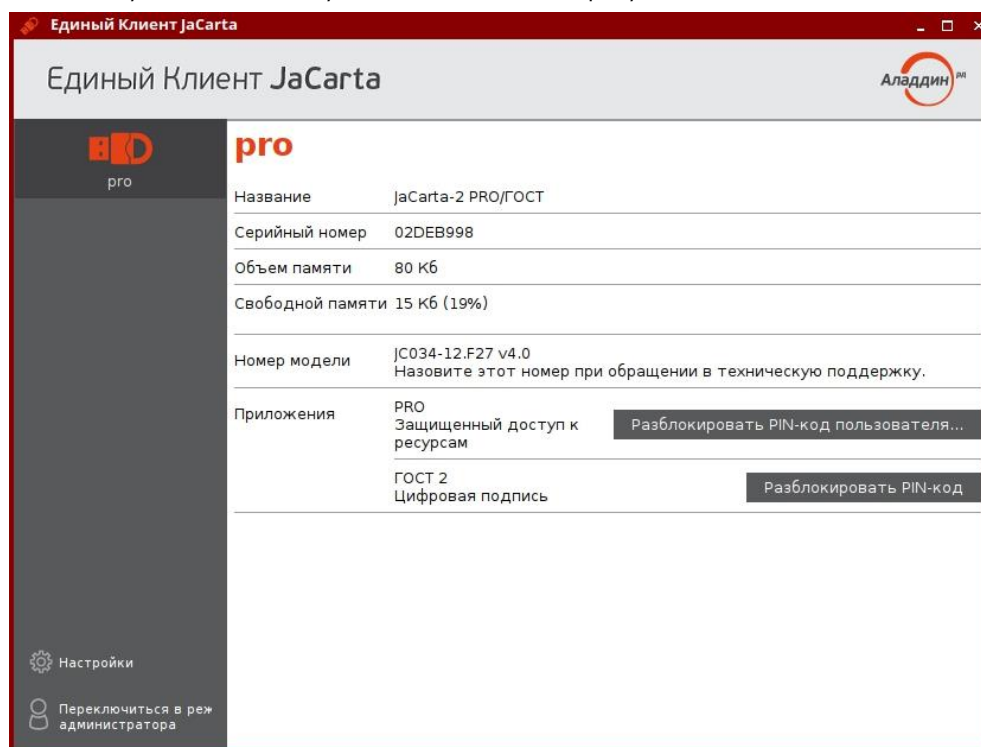 Единый Клиент JaCarta
Единый Клиент JaCarta
Аладдин РД
pro
pro
Название JaCarta-2 PRO/ГОСТ
Серийный номер 02DEB998
Объем памяти 80 Кб
Свободной памяти 15 Кб (19%)
Номер модели JC034-12.F27 v4.0
Назовите этот номер при обращении в техническую поддержку.
Приложения PRO
Защищенный доступ к
ресурсам
Разблокировать PIN-код пользователя...
ГОСТ 2
Цифровая подпись
Разблокировать PIN-код
Настройки
Переключиться в реж
администратора